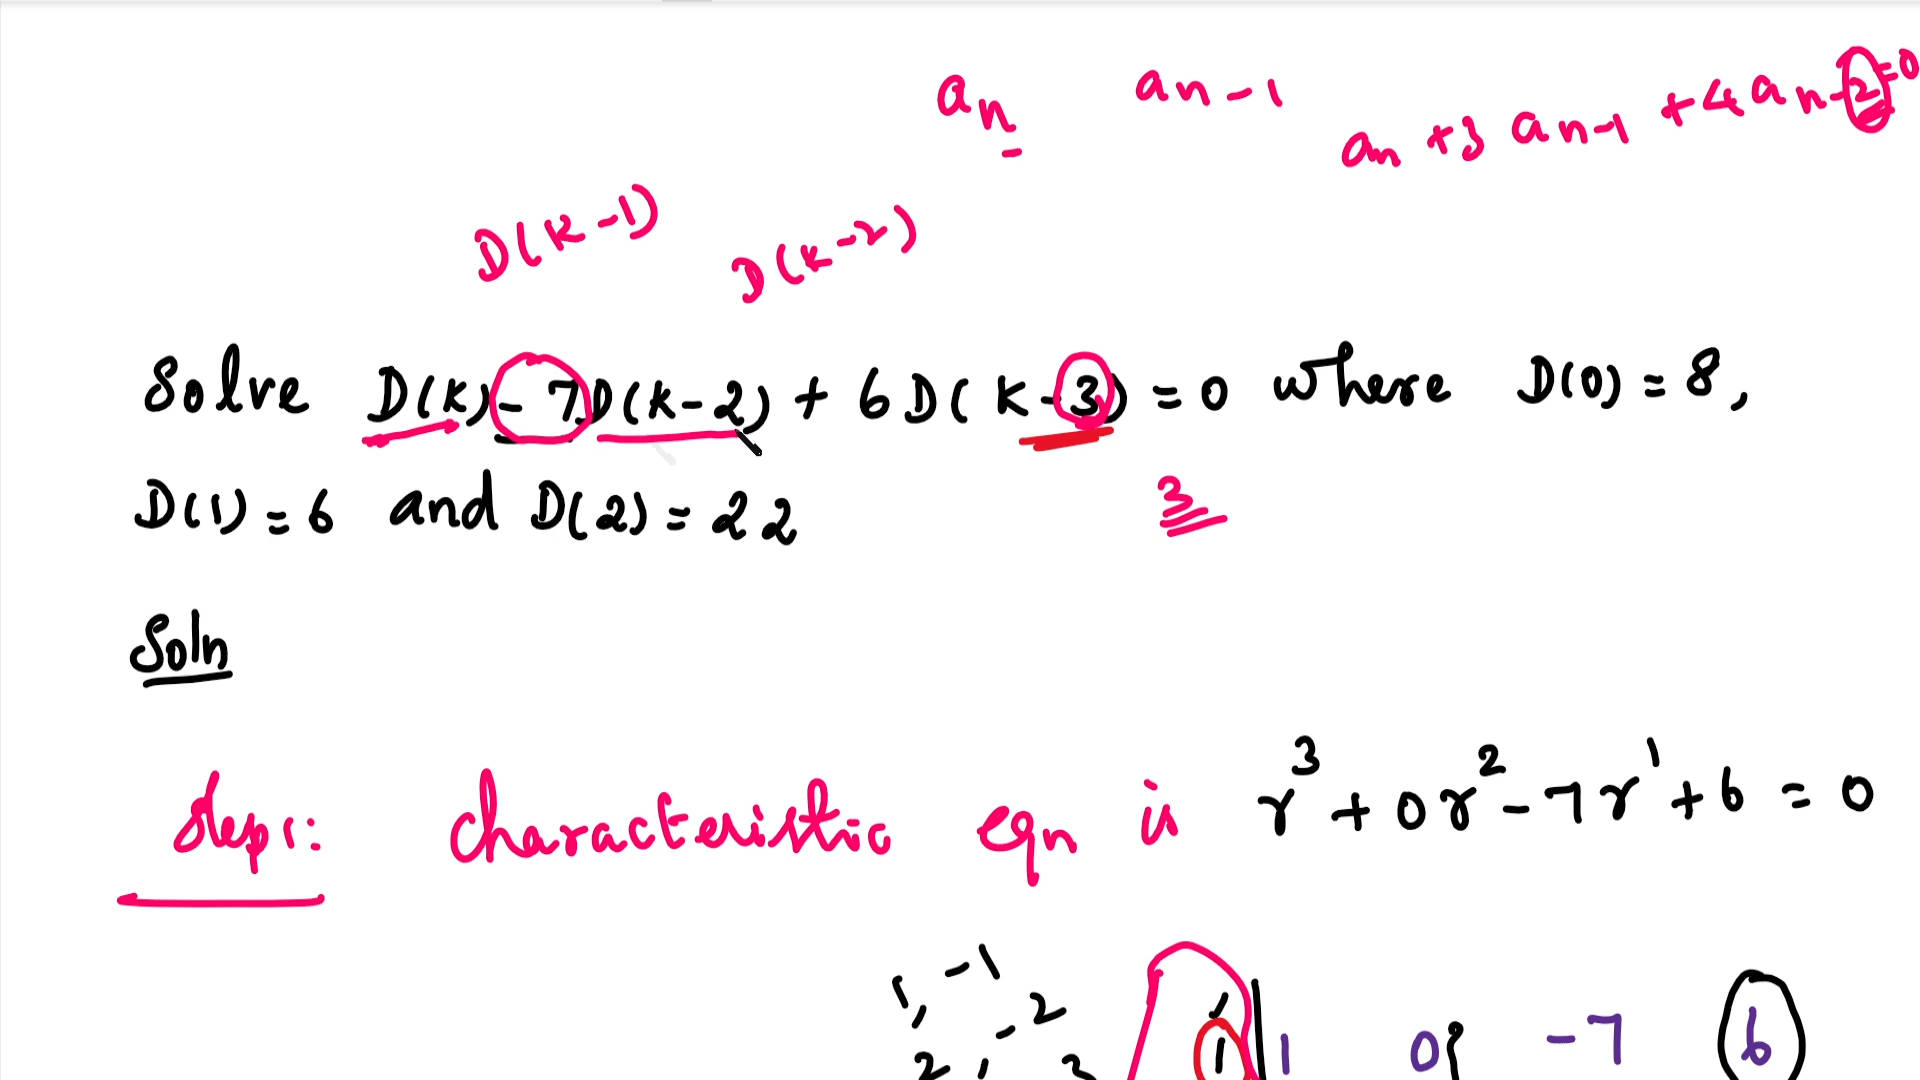 an   an-1   an +3 an-1 +4 an-2=0
D(k-1)   D(k-2)
Solve D(k)-7D(k-2)+6D(k-3)=0 where D(0)=8,
D(1)=6 and D(2)=22
3
Soln
Step1: characteristic eqn is r³+0r²-7r¹+6=0
1, -1
2, -2
3
1 | 1 0 -7 6